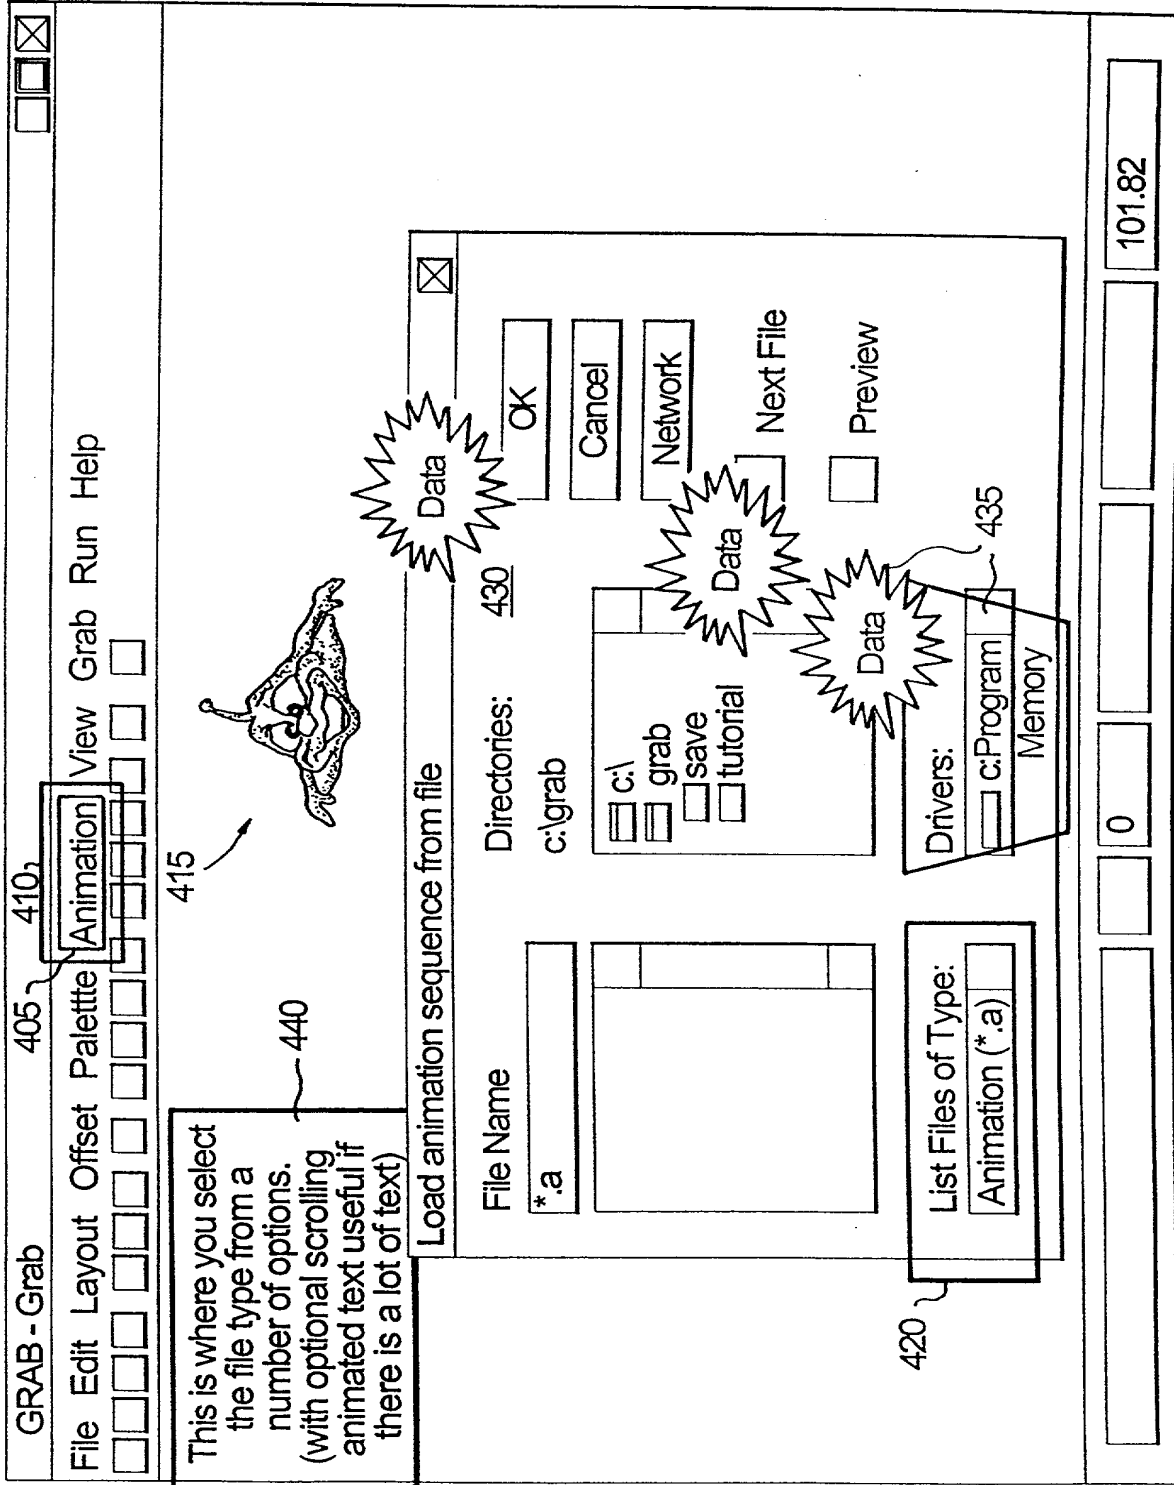 GRAB - Grab
405
410
File Edit Layout Offset Palettte Animation View Grab Run Help
415
This is where you select
the file type from a
number of options.
(with optional scrolling
animated text useful if
there is a lot of text)
440
Load animation sequence from file
Data
File Name
*.a
Directories:
c:\grab
430
OK
Cancel
Network
c:\
grab
save
tutorial
Data
Next File
Preview
Data
List Files of Type:
Animation (*.a)
Drivers:
c:Program
Memory
435
420
0
101.82